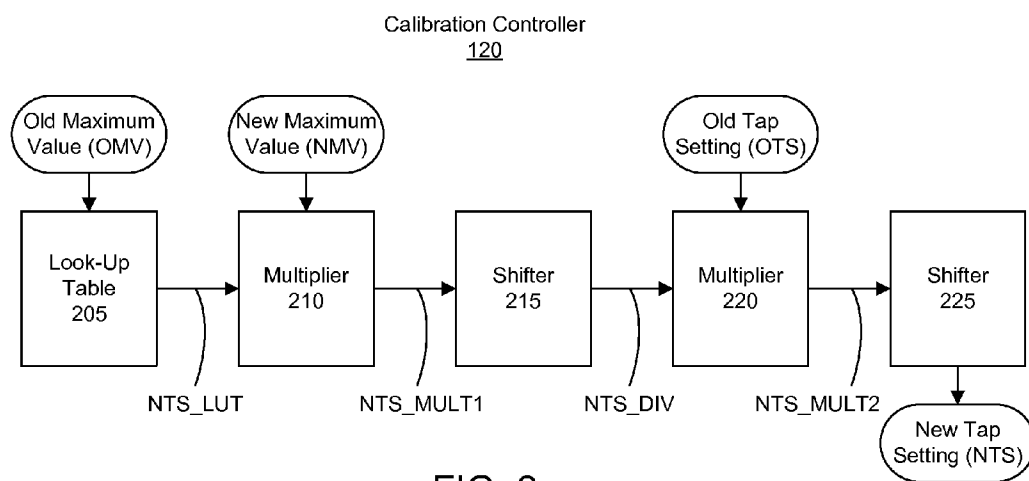 Calibration Controller
120
Old Maximum
Value (OMV)
New Maximum
Value (NMV)
Old Tap
Setting (OTS)
Look-Up
Table
205
Multiplier
210
Shifter
215
Multiplier
220
Shifter
225
NTS_LUT
NTS_MULT1
NTS_DIV
NTS_MULT2
New Tap
Setting (NTS)